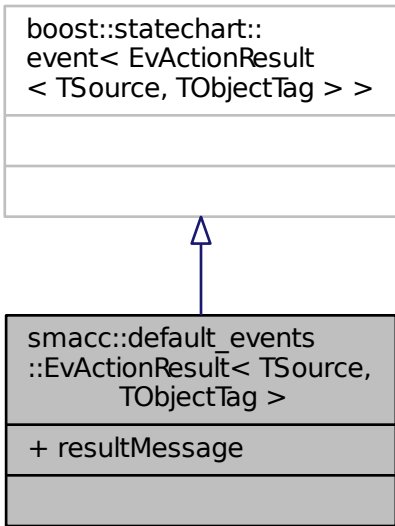 boost::statechart::
event< EvActionResult
< TSource, TObjectTag > >
smacc::default_events
::EvActionResult< TSource,
TObjectTag >
+ resultMessage